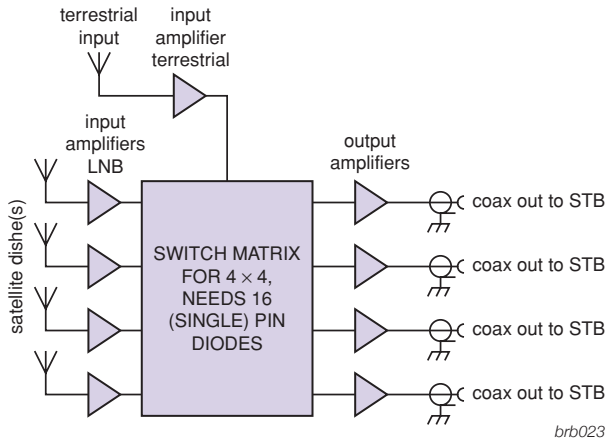 terrestrial
input
input
amplifier
terrestrial
input
amplifiers
LNB
output
amplifiers
satellite dishe(s)
SWITCH MATRIX
FOR 4 × 4,
NEEDS 16
(SINGLE) PIN
DIODES
coax out to STB
coax out to STB
coax out to STB
coax out to STB
brb023